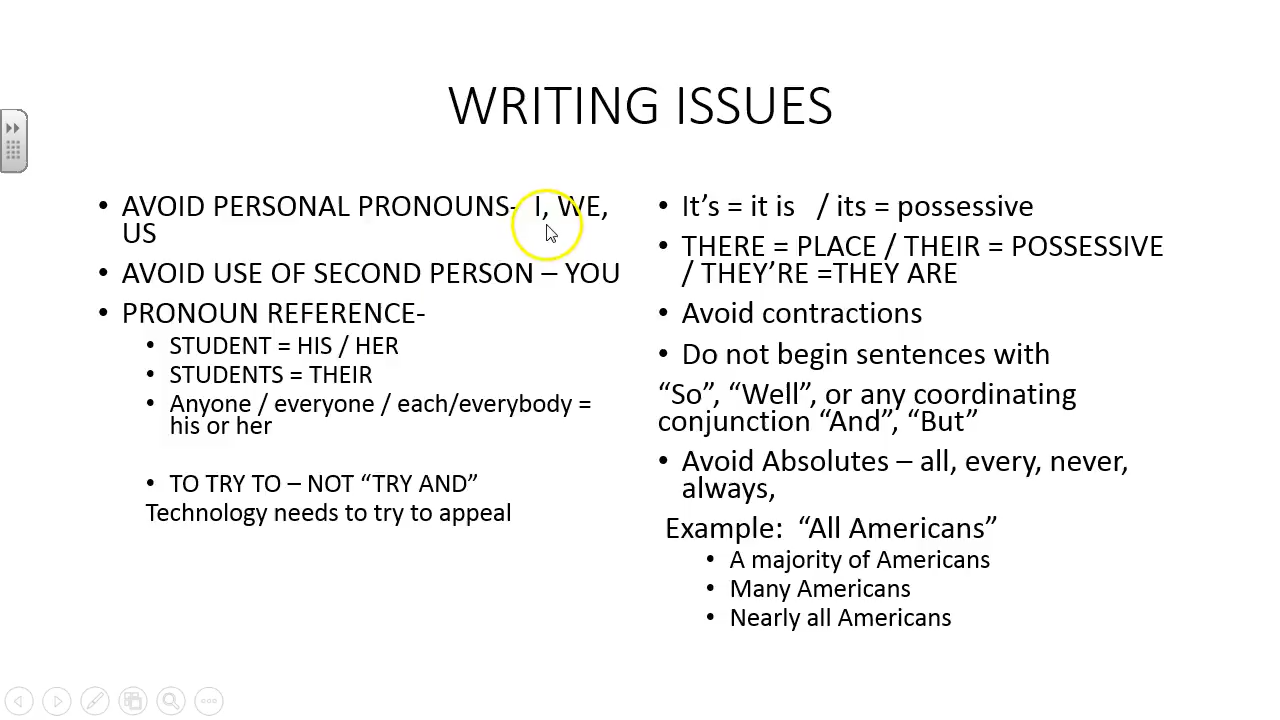 WRITING ISSUES
• AVOID PERSONAL PRONOUNS- I, WE,
US
• AVOID USE OF SECOND PERSON – YOU
• PRONOUN REFERENCE-
• STUDENT = HIS / HER
• STUDENTS = THEIR
• Anyone / everyone / each/everybody =
his or her
• TO TRY TO – NOT “TRY AND”
Technology needs to try to appeal
• It’s = it is / its = possessive
• THERE = PLACE / THEIR = POSSESSIVE
/ THEY’RE =THEY ARE
• Avoid contractions
• Do not begin sentences with
“So”, “Well”, or any coordinating
conjunction “And”, “But”
• Avoid Absolutes – all, every, never,
always,
Example: “All Americans”
• A majority of Americans
• Many Americans
• Nearly all Americans